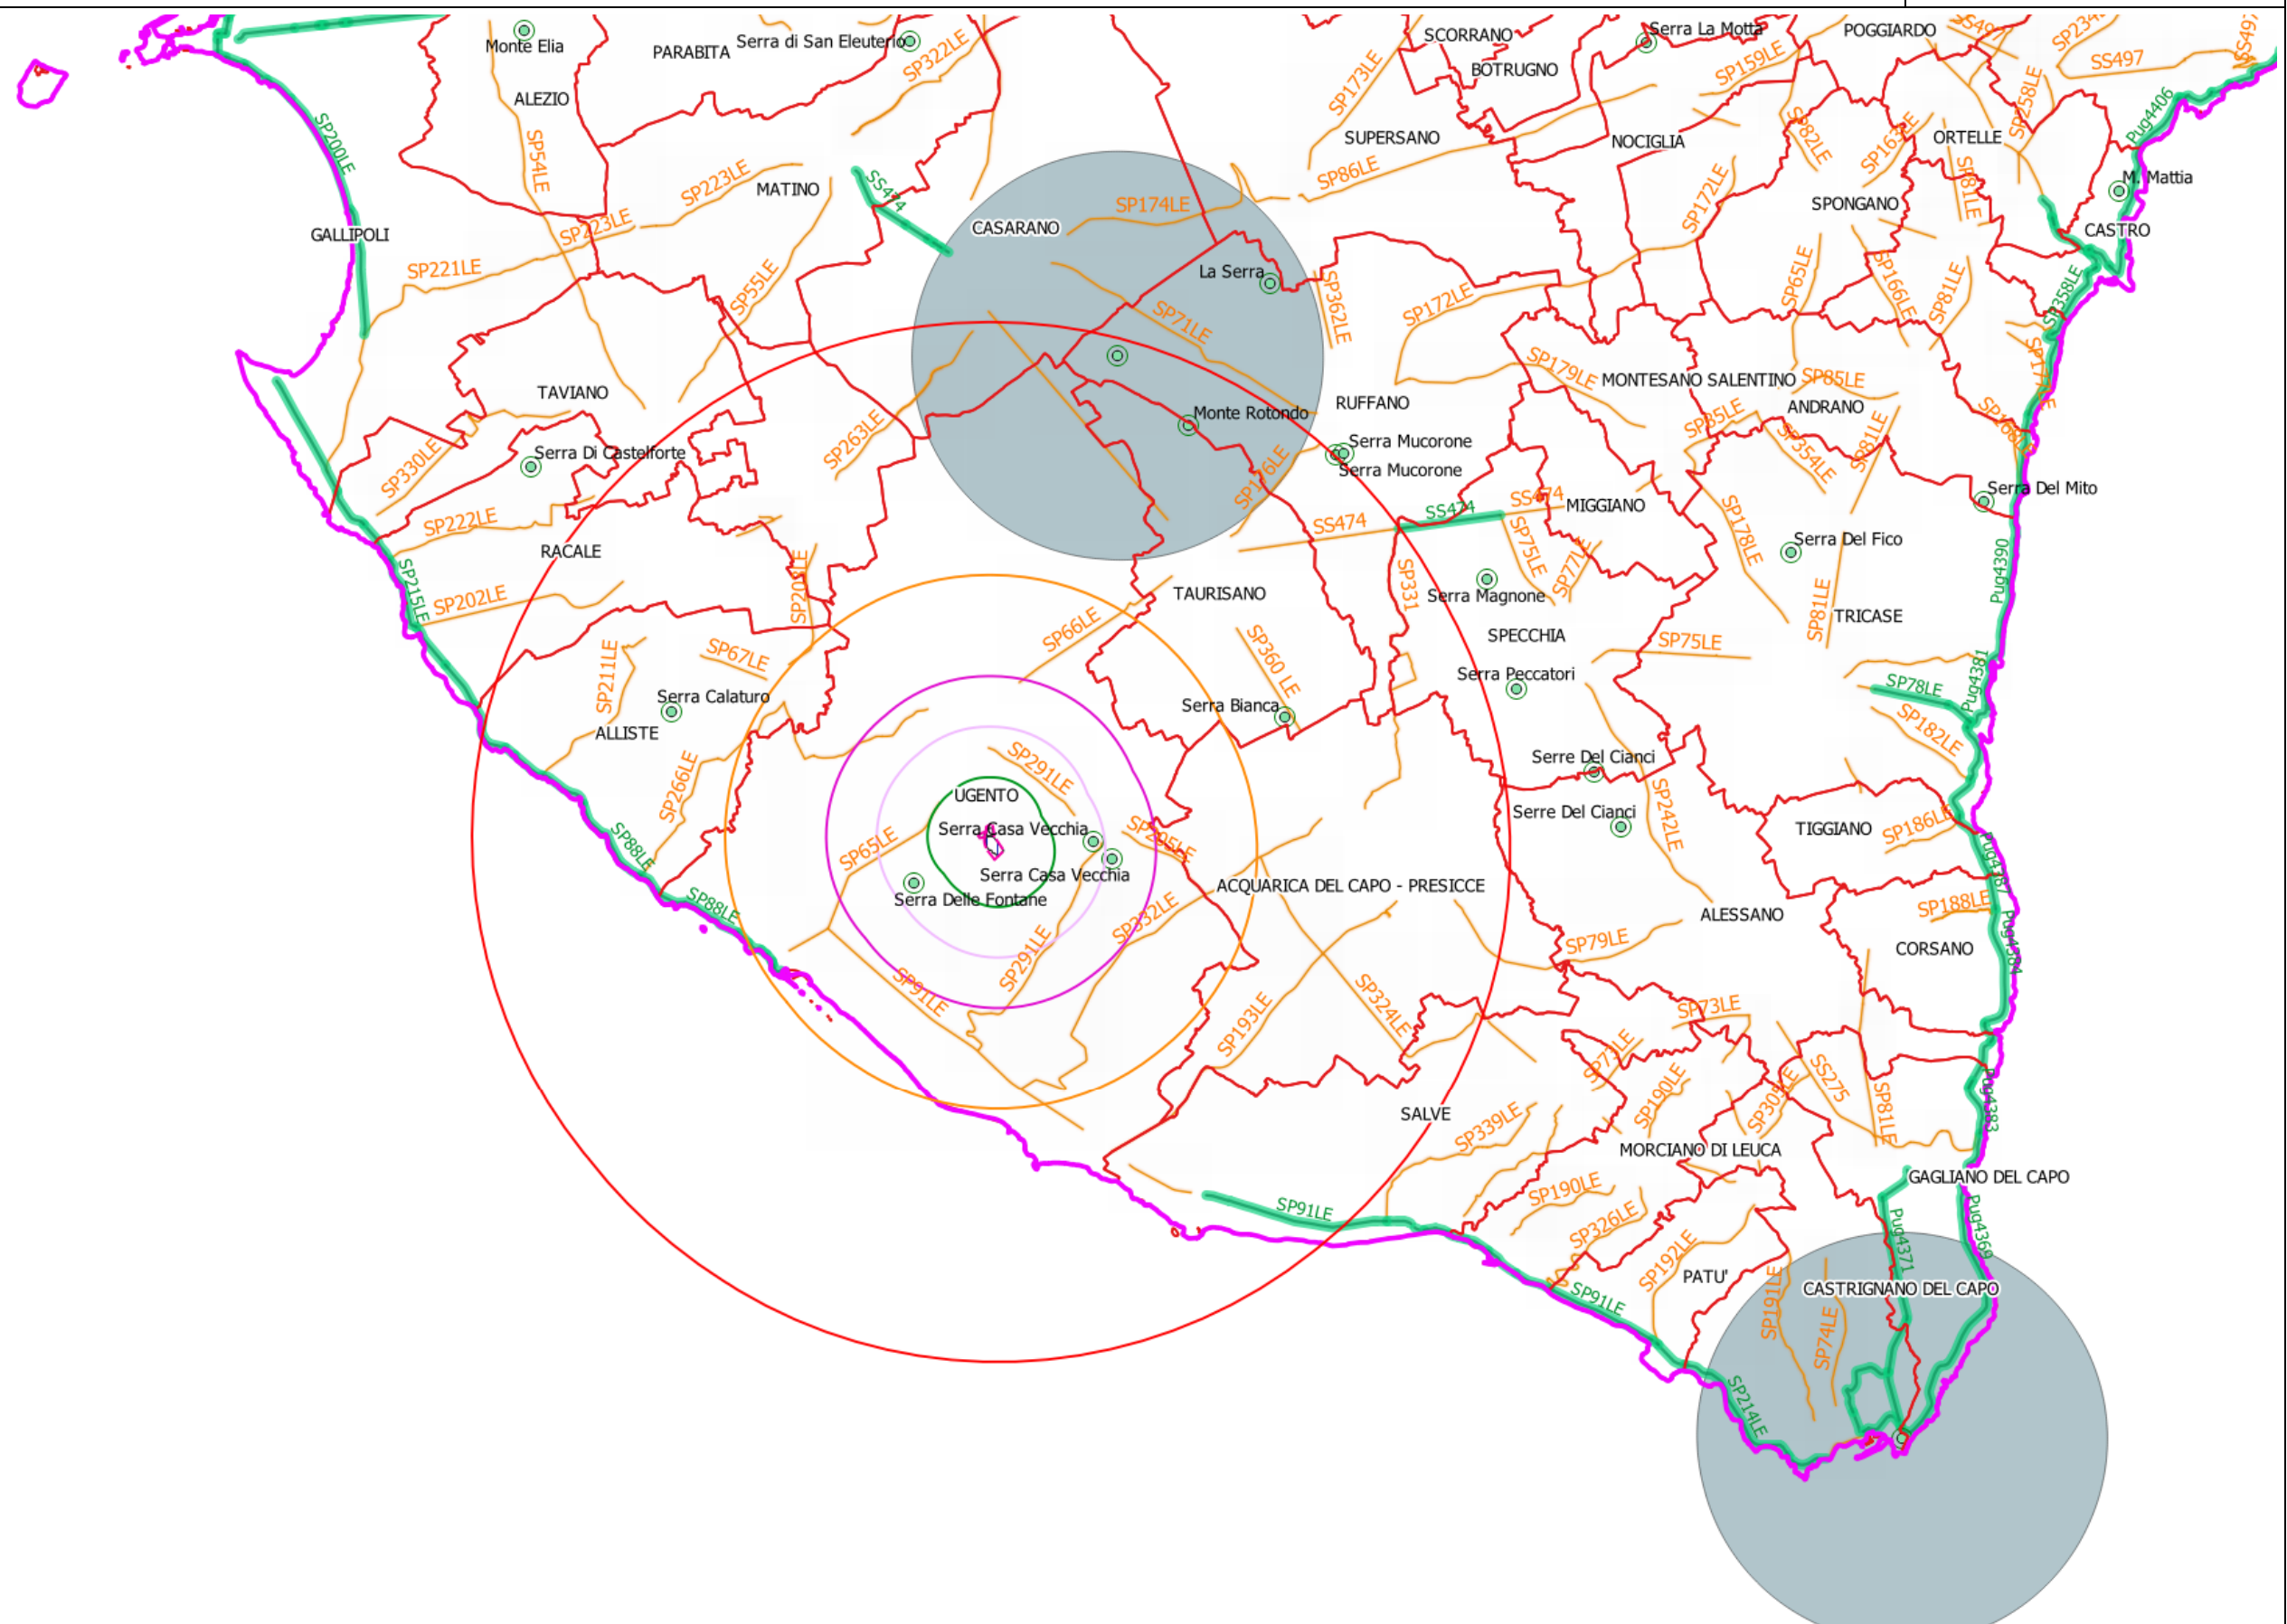 Monte Elia
PARABITA
Serra di San Eleuterio
SP322LE
SCORRANO
Serra La Motta
POGGIARDO
SS497
SS497
SS497
BOTRUGNO
SP159LE
SP173LE
ALEZIO
SP258LE
Pug4406
SP200LE
SP54LE
SUPERSANO
NOCIGLIA
SP82LE
SP163LE
ORTELLE
SP86LE
SP81LE
M. Mattia
SP223LE
MATINO
SS474
SP172LE
SPONGANO
SP174LE
CASARANO
CASTRO
SP223LE
GALLIPOLI
SP221LE
SP55LE
La Serra
SP362LE
SP172LE
SP65LE
SP166LE
SP81LE
SP358LE
SP71LE
SP179LE
MONTESANO SALENTINO
SP85LE
TAVIANO
RUFFANO
ANDRANO
SP263LE
Monte Rotondo
SP85LE
SP354LE
SP81LE
Serra Di Castelforte
SP330LE
Serra Mucorone
Serra Mucorone
SP176LE
Serra Del Mito
SS474
MIGGIANO
SS474
SS474
SP222LE
SP178LE
Serra Del Fico
RACALE
SP75LE
SP77LE
Pug4390
SP215LE
SP202LE
SP331
TAURISANO
Serra Magnone
SP81LE
TRICASE
SP66LE
SPECCHIA
SP75LE
SP67LE
SP211LE
SP360 LE
Serra Peccatori
Pug4381
SP78LE
Serra Calaturo
Serra Bianca
ALLISTE
SP182LE
SP291LE
Serre Del Cianci
SP266LE
UGENTO
Serre Del Cianci
SP242LE
Serra Casa Vecchia
TIGGIANO
SP186LE
SP65LE
SP88LE
Serra Casa Vecchia
ACQUARICA DEL CAPO - PRESICCE
Serra Delle Fontane
SP88LE
SP332LE
ALESSANO
SP188LE
SP79LE
CORSANO
SP291LE
SP91LE
SP193LE
SP324LE
SP73LE
SP73LE
SP190LE
SS275
SP81LE
SALVE
SP339LE
MORCIANO DI LEUCA
GAGLIANO DEL CAPO
SP190LE
SP91LE
SP326LE
Pug4371
Pug4369
SP192LE
PATU'
SP191LE
CASTRIGNANO DEL CAPO
SP91LE
SP74LE
SP214LE